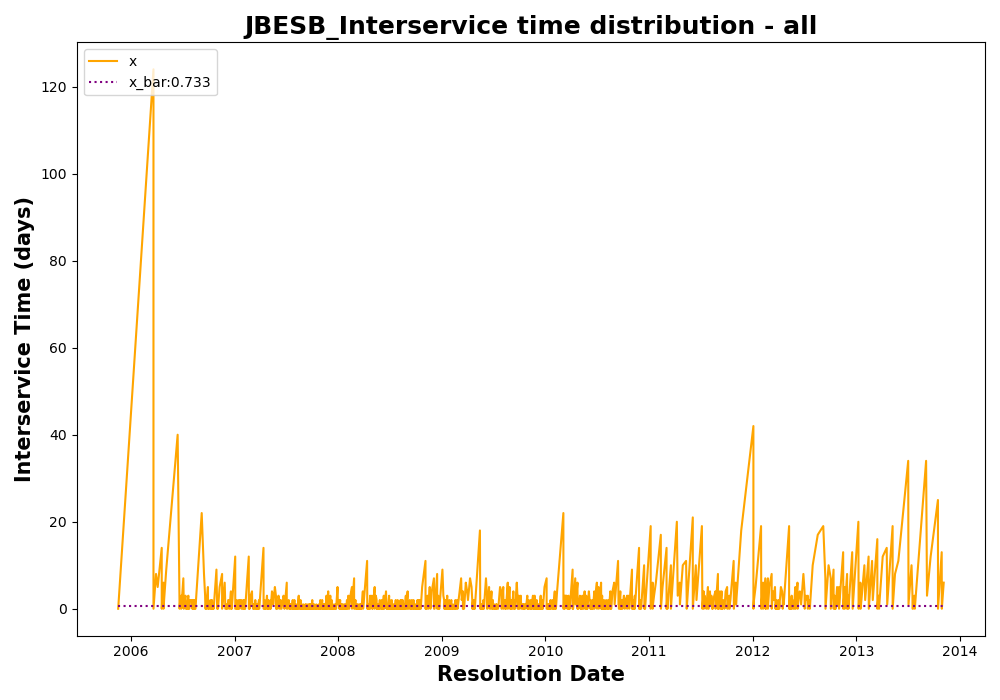 JBESB_Interservice time distribution - all
x
x_bar:0.733
Interservice Time (days)
120
100
80
60
40
20
0
2006 2007 2008 2009 2010 2011 2012 2013 2014
Resolution Date